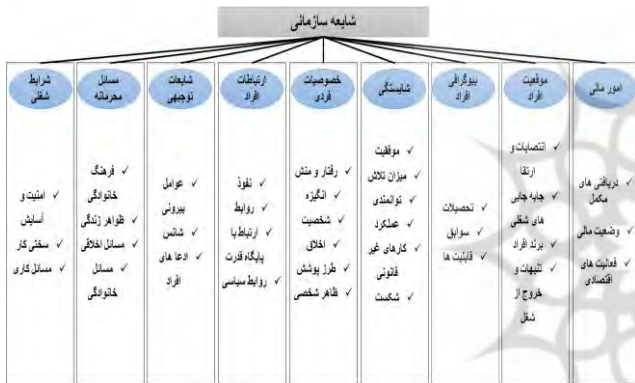 شایعه سازمانی
امور مالی
✓ دریافتی های
مکمل
✓ وضعیت مالی
✓ فعالیت های
اقتصادی
موقعیت
افراد
✓ انتصابات و
ارتقا
✓ جابه جایی
های شغلی
✓ برند افراد
✓ تنبیهات و
خروج از
شغل
بیوگرافی
افراد
✓ تحصیلات
✓ سوابق
✓ قابلیت ها
شایستگی
✓ موفقیت
✓ میزان تلاش
✓ توانمندی
✓ عملکرد
✓ کارهای غیر
قانونی
✓ شکست
خصوصیات
فردی
✓ رفتار و منش
✓ انگیزه
✓ شخصیت
✓ اخلاق
✓ طرز پوشش
✓ ظاهر شخصی
ارتباطات
افراد
✓ نفوذ
✓ روابط
✓ ارتباط با
پایگاه قدرت
✓ روابط سیاسی
شایعات
توجیهی
✓ عوامل
بیرونی
✓ شانس
✓ ادعا های
افراد
مسائل
محرمانه
✓ فرهنگ
خانوادگی
✓ ظواهر زندگی
✓ مسائل اخلاقی
✓ مسائل
خانوادگی
شرایط
شغلی
✓ امنیت و
آسایش
✓ سختی کار
✓ مسائل کاری